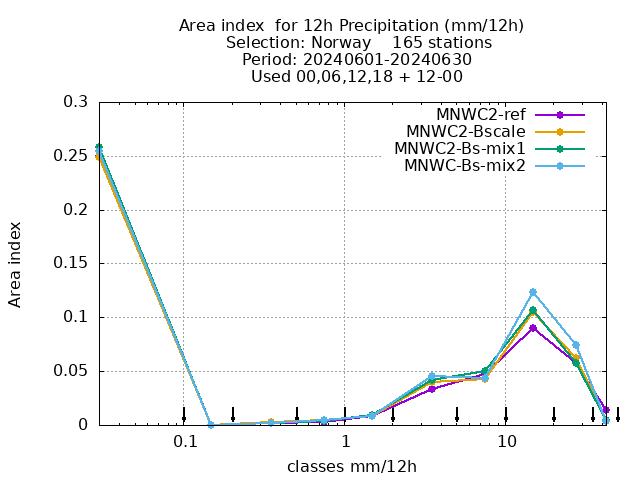 Area index  for 12h Precipitation (mm/12h)
Selection: Norway    165 stations
Period: 20240601-20240630
Used 00,06,12,18 + 12-00
MNWC2-ref
MNWC2-Bscale
MNWC2-Bs-mix1
MNWC-Bs-mix2
0.3
0.25
0.2
0.15
0.1
0.05
0
Area index
0.1 1 10
classes mm/12h